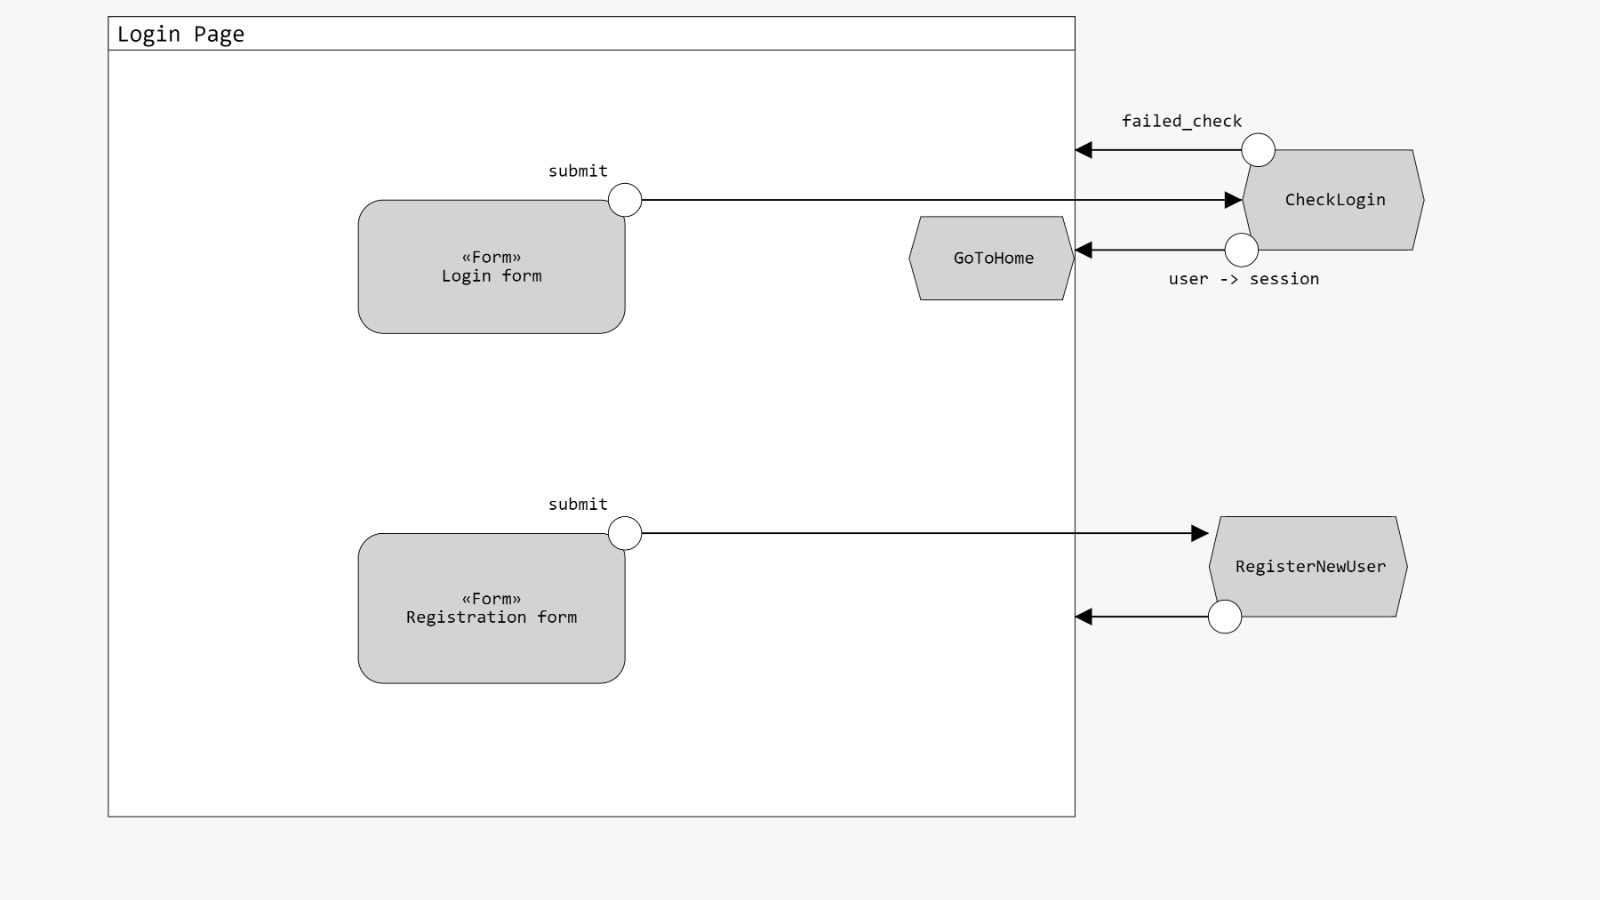 Login Page
failed_check
submit
CheckLogin
«Form»
Login form
GoToHome
user -> session
submit
RegisterNewUser
«Form»
Registration form